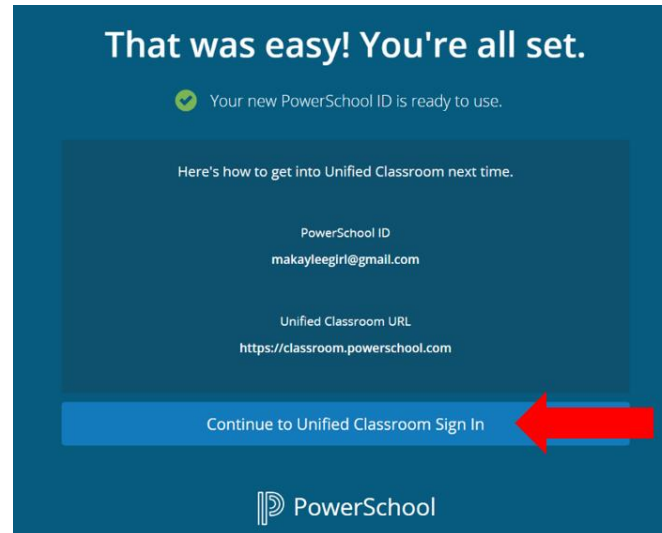 That was easy! You're all set.
Your new PowerSchool ID is ready to use.
Here's how to get into Unified Classroom next time.
PowerSchool ID
makayleegirl@gmail.com
Unified Classroom URL
https://classroom.powerschool.com
Continue to Unified Classroom Sign In
PowerSchool